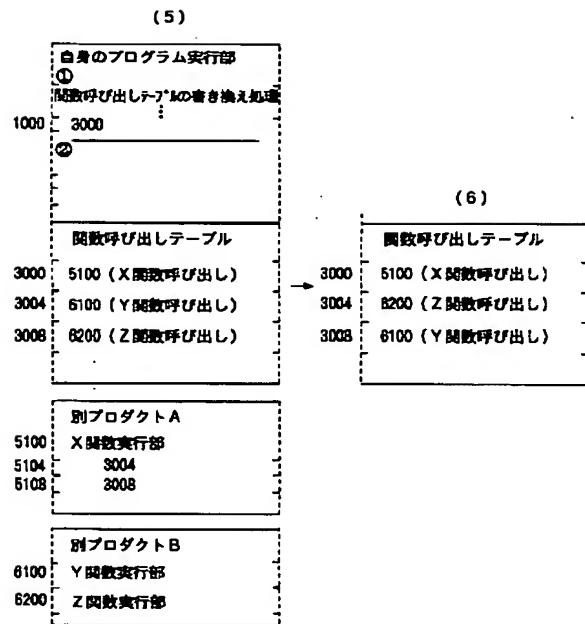 (5)
自身のプログラム実行部
①
関数呼び出しテーブルの書き換え処理
⋮
1000 3000
②
関数呼び出しテーブル
3000 5100 (X関数呼び出し)
3004 6100 (Y関数呼び出し)
3008 6200 (Z関数呼び出し)
別プロダクトA
5100 X関数実行部
5104 3004
5108 3008
別プロダクトB
6100 Y関数実行部
6200 Z関数実行部
(6)
関数呼び出しテーブル
3000 5100 (X関数呼び出し)
3004 6200 (Z関数呼び出し)
3008 6100 (Y関数呼び出し)